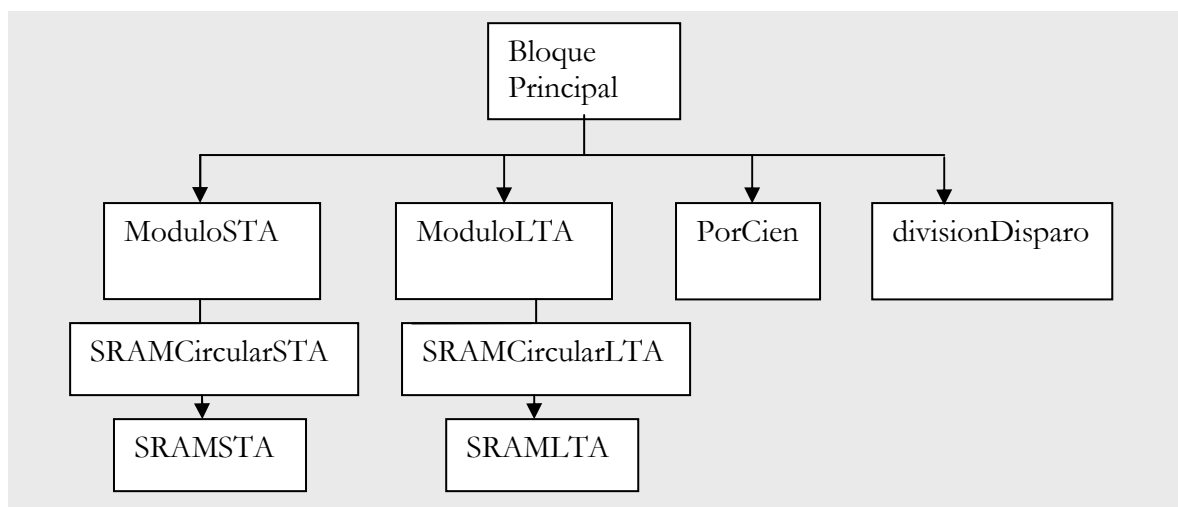 Bloque
Principal
ModuloSTA
ModuloLTA
PorCien
divisionDisparo
SRAMCircularSTA
SRAMCircularLTA
SRAMSTA
SRAMLTA